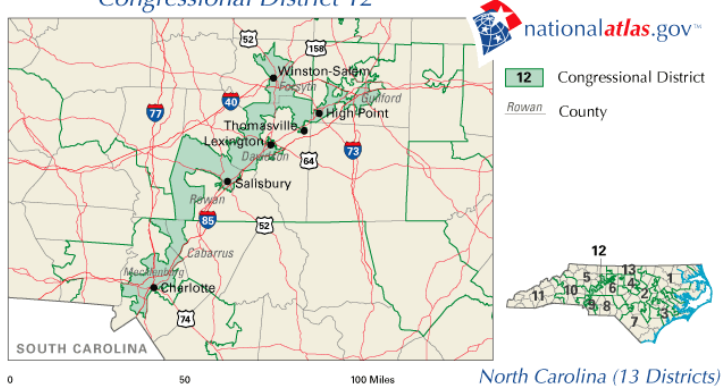 Congressional District 12
nationalatlas.gov™
12 Congressional District
Rowan County
52
158
Winston-Salem
Forsyth
Guilford
40
77
High Point
Thomasville
Lexington
Davidson
64
73
Salisbury
Rowan
85
52
Cabarrus
Mecklenburg
Charlotte
74
SOUTH CAROLINA
0 50 100 Miles
12
13
5
1
4
6
2
10
11
9
8
3
7
North Carolina (13 Districts)